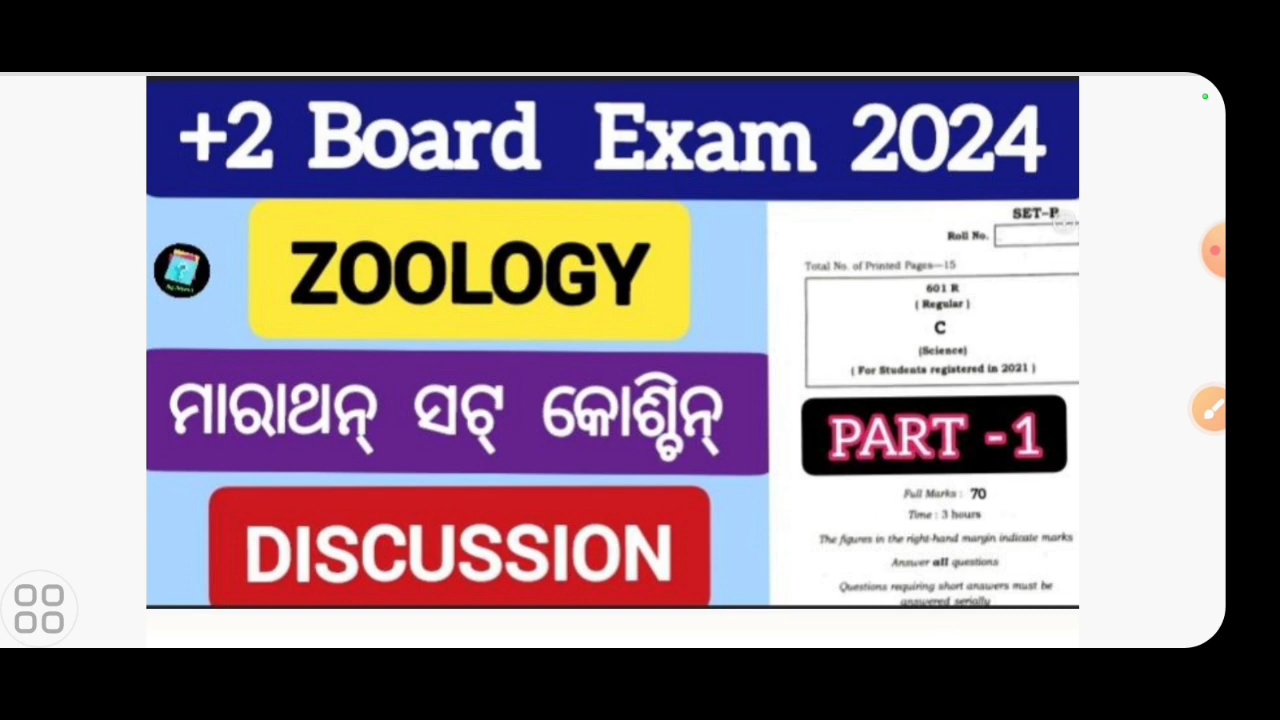 +2 Board Exam 2024
ZOOLOGY
ମାରାଥନ୍ ସଟ୍ କୋଶ୍ଚିନ୍
DISCUSSION
SET–R
Roll No.
Total No. of Printed Pages—15
601 R
( Regular )
C
(Science)
( For Students registered in 2021 )
PART -1
Full Marks : 70
Time : 3 hours
The figures in the right-hand margin indicate marks
Answer all questions
Questions requiring short answers must be
answered serially